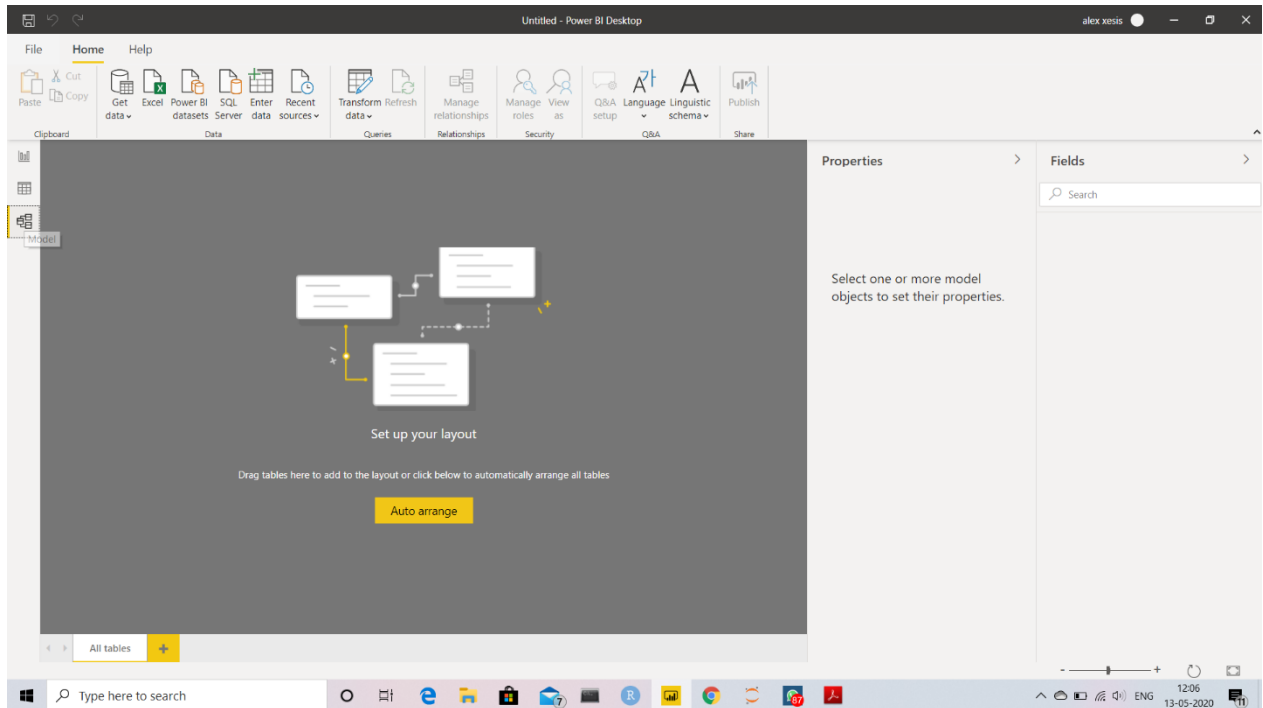 Untitled - Power BI Desktop
alex xesis
File Home Help
Paste
Cut
Copy
Get data
Excel
Power BI datasets
SQL Server
Enter data
Recent sources
Transform data
Refresh
Manage relationships
Manage roles
View as
Q&A setup
Language
Linguistic schema
Publish
Clipboard
Data
Queries
Relationships
Security
Q&A
Share
Model
Properties
Fields
Search
Select one or more model
objects to set their properties.
Set up your layout
Drag tables here to add to the layout or click below to automatically arrange all tables
Auto arrange
All tables
Type here to search
7
R
87
ENG
12:06
13-05-2020
11